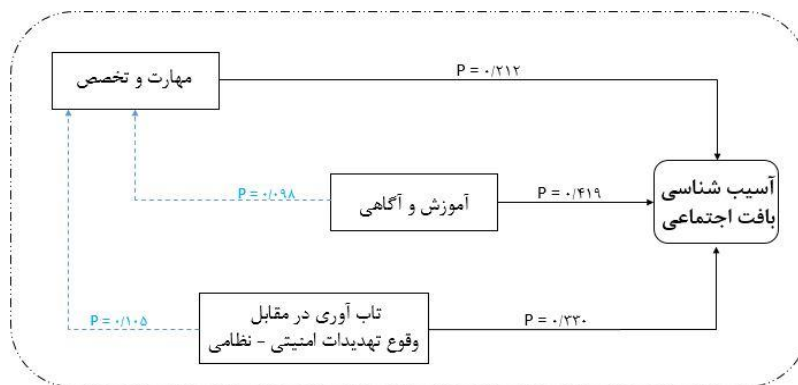 مهارت و تخصص
P = ۰/۲۱۲
آسیب شناسی
بافت اجتماعی
P = ۰/۰۹۸
آموزش و آگاهی
P = ۰/۴۱۹
تاب آوری در مقابل
وقوع تهدیدات امنیتی - نظامی
P = ۰/۱۰۵
P = ۰/۳۳۰